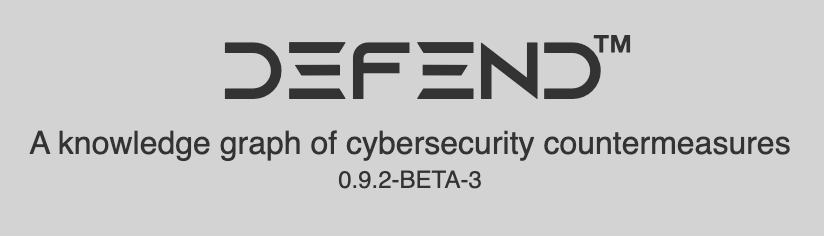 DEFEND™
A knowledge graph of cybersecurity countermeasures
0.9.2-BETA-3